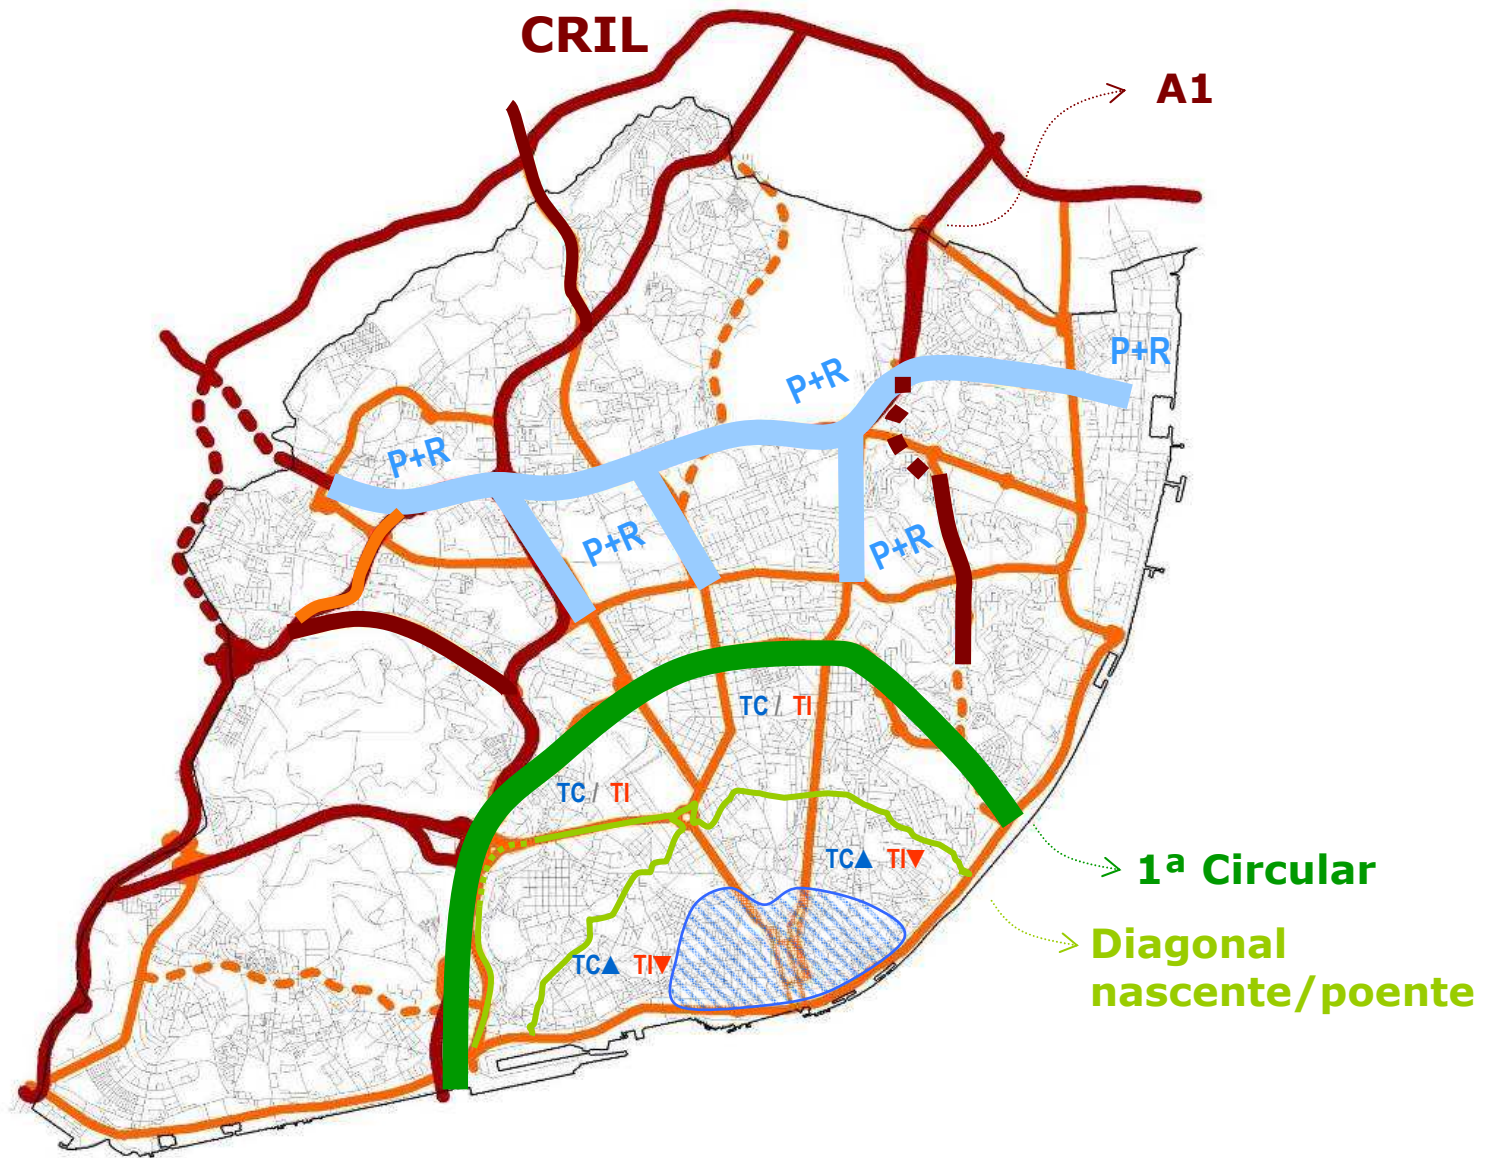 CRIL
A1
P+R
P+R
P+R
P+R
P+R
TC / TI
TC / TI
TC▲ TI▼
1ª Circular
Diagonal
nascente/poente
TC▲ TI▼